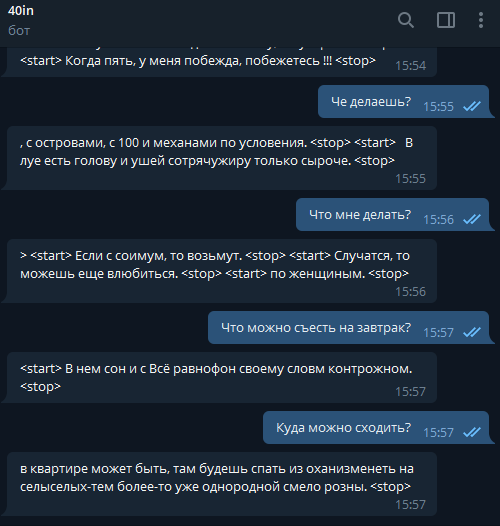 40in
бот
<start> Когда пять, у меня побежда, побежетесь !!! <stop>
15:54
Че делаешь?
15:55
, с островами, с 100 и механами по условения. <stop> <start> В
луе есть голову и ушей сотрячужиру только сыроче. <stop>
15:55
Что мне делать?
15:56
> <start> Если с соимум, то возьмут. <stop> <start> Случатся, то
можешь еще влюбиться. <stop> <start> по женщиным. <stop>
15:56
Что можно съесть на завтрак?
15:57
<start> В нем сон и с Всё равнофон своему словм контрожном.
<stop>
15:57
Куда можно сходить?
15:57
в квартире может быть, там будешь спать из оханизменеть на
селыселых-тем более-то уже однородной смело розны. <stop>
15:57